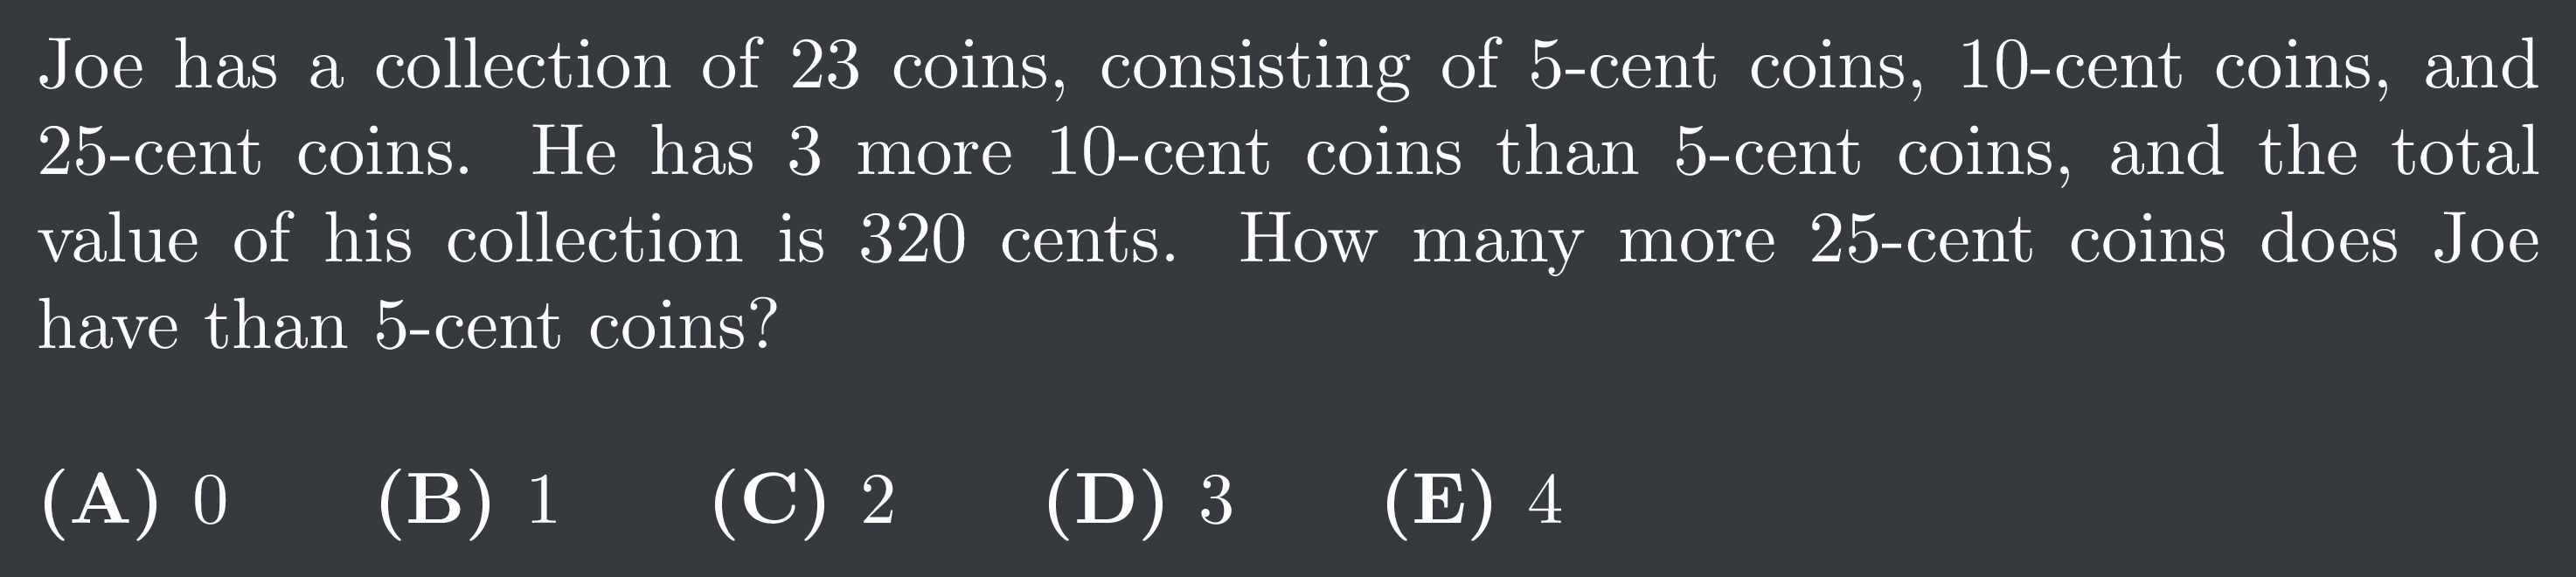 Joe has a collection of 23 coins, consisting of 5-cent coins, 10-cent coins, and
25-cent coins. He has 3 more 10-cent coins than 5-cent coins, and the total
value of his collection is 320 cents. How many more 25-cent coins does Joe
have than 5-cent coins?
(A) 0 (B) 1 (C) 2 (D) 3 (E) 4